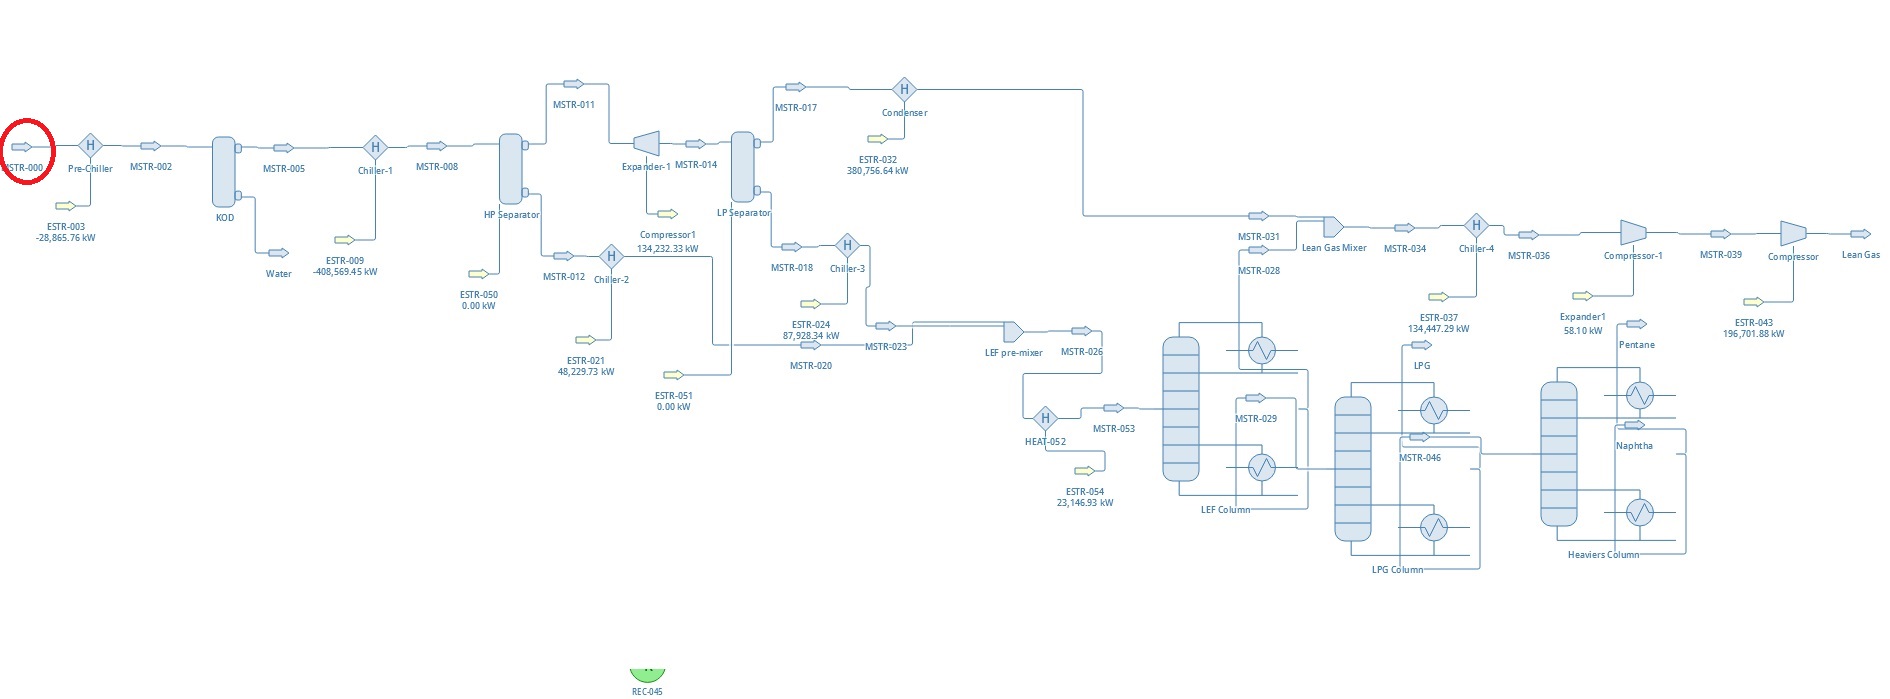 MSTR-011
MSTR-017
H
Condenser
H
H
STR-000
Pre-Chiller
MSTR-002
MSTR-005
Chiller-1
MSTR-008
Expander-1
MSTR-014
ESTR-032
380,756.64 kW
KOD
HP Separator
LP Separator
ESTR-003
-28,865.76 kW
Compressor1
134,232.33 kW
MSTR-031
Lean Gas Mixer
MSTR-034
H
Chiller-4
MSTR-036
Compressor-1
MSTR-039
Compressor
Lean Gas
Water
ESTR-009
-408,569.45 kW
MSTR-012
H
Chiller-2
MSTR-018
H
Chiller-3
MSTR-028
ESTR-050
0.00 kW
ESTR-024
87,928.34 kW
ESTR-037
134,447.29 kW
Expander1
58.10 kW
ESTR-043
196,701.88 kW
ESTR-021
48,229.73 kW
MSTR-020
MSTR-023
LEF pre-mixer
MSTR-026
Pentane
LPG
ESTR-051
0.00 kW
H
HEAT-052
MSTR-053
MSTR-029
Naphtha
MSTR-046
ESTR-054
23,146.93 kW
LEF Column
LPG Column
Heaviers Column
REC-045